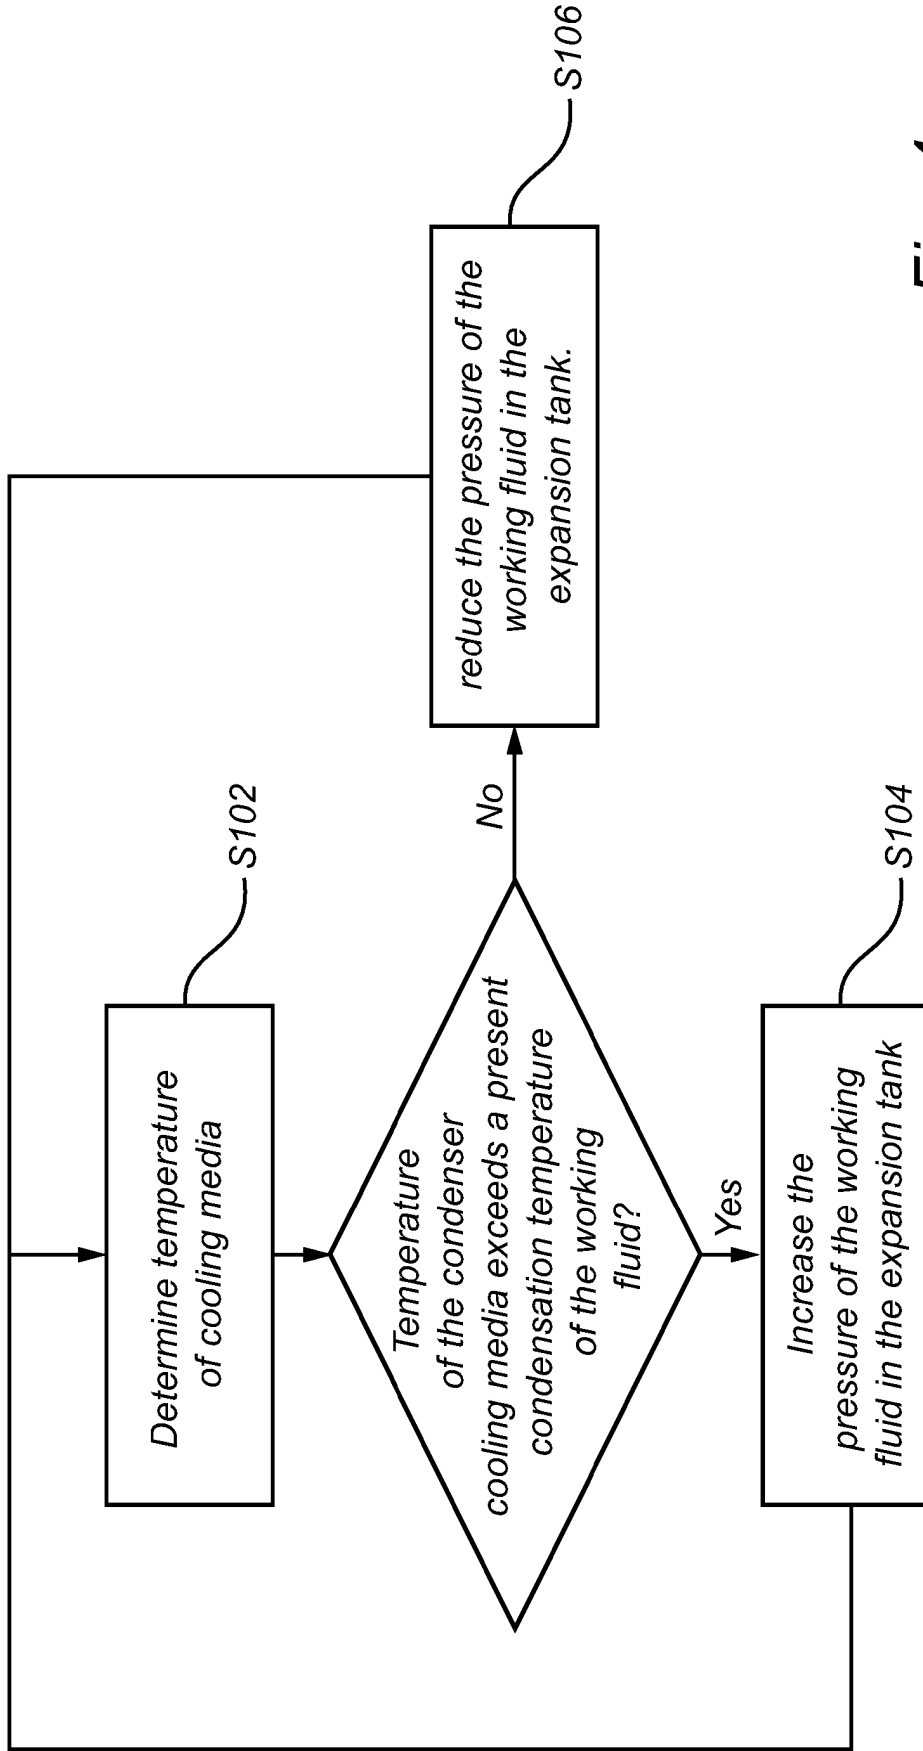 Determine temperature
of cooling media
S102
Temperature
of the condenser
cooling media exceeds a present
condensation temperature
of the working
fluid?
No
reduce the pressure of the
working fluid in the
expansion tank.
S106
Yes
Increase the
pressure of the working
fluid in the expansion tank
S104